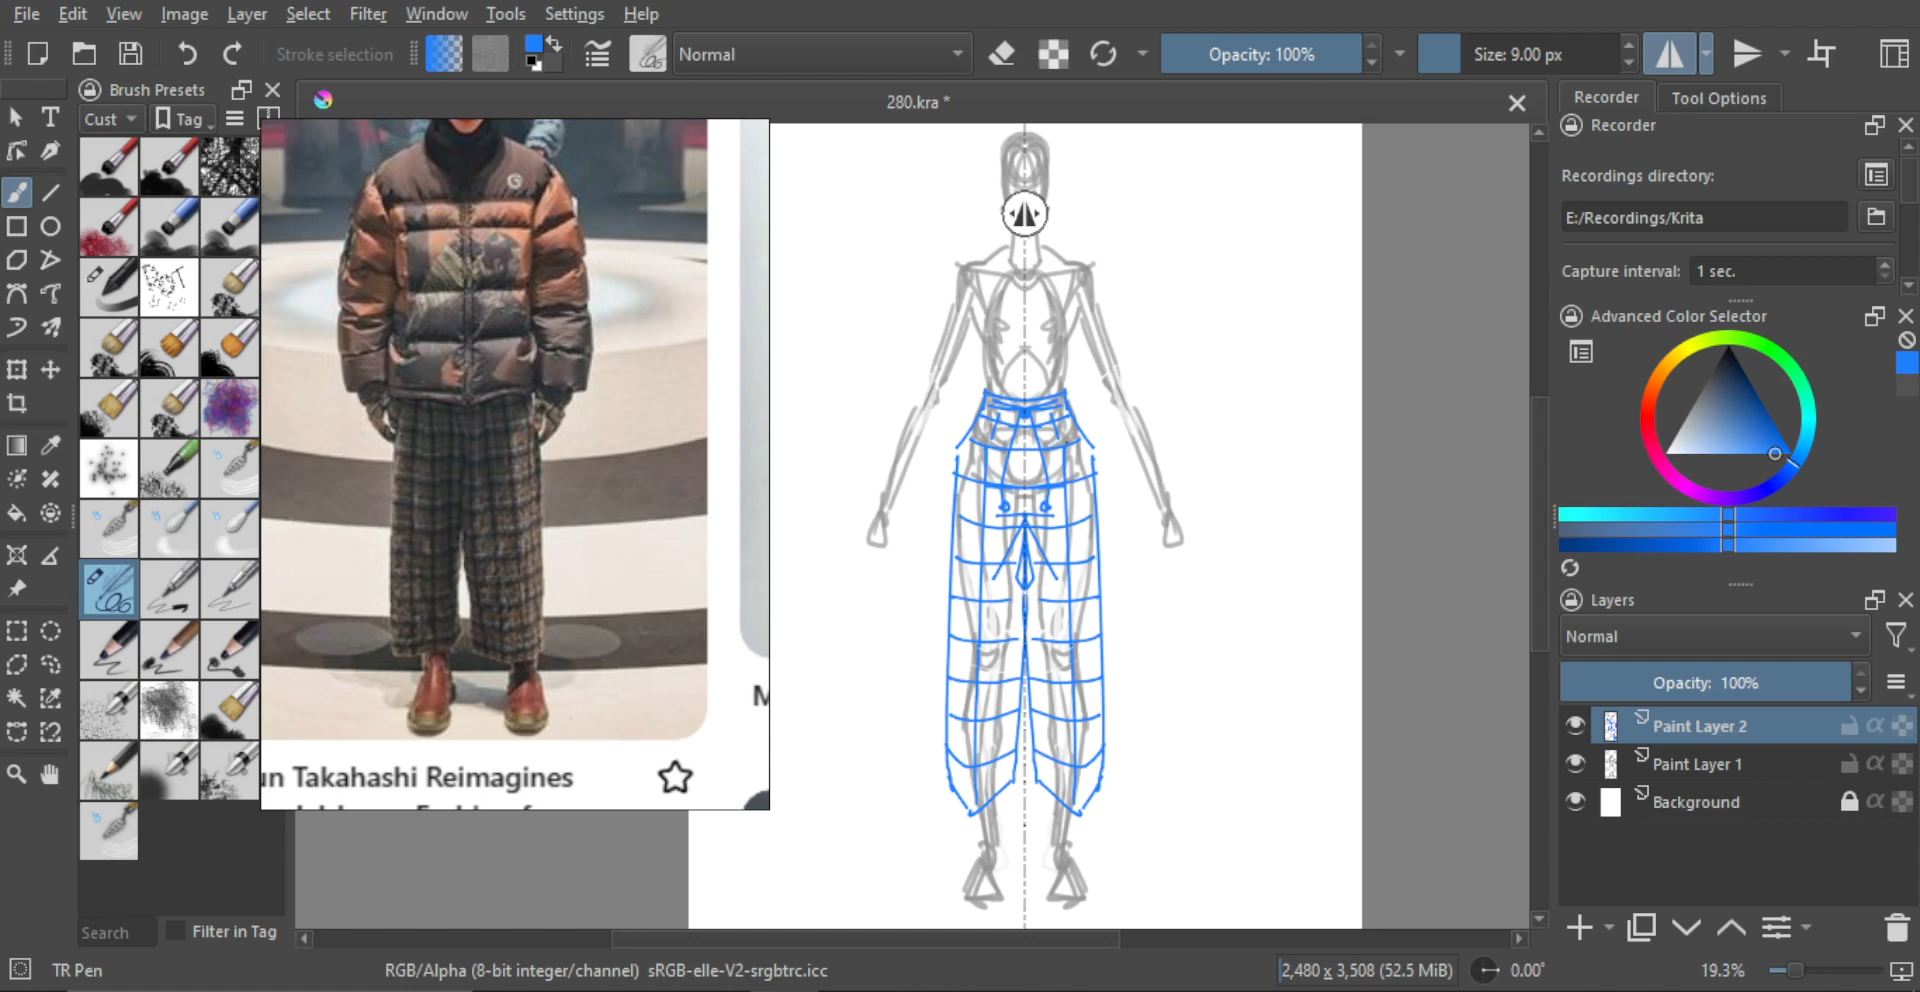 File Edit View Image Layer Select Filter Window Tools Settings Help
Stroke selection Normal Opacity: 100% Size: 9.00 px
Brush Presets
280.kra *
Recorder Tool Options
Cust Tag
Recorder
Recordings directory:
E:/Recordings/Krita
Capture interval: 1 sec.
Advanced Color Selector
Layers
Normal
Opacity: 100%
Paint Layer 2
Paint Layer 1
Background
M
un Takahashi Reimagines
Search Filter in Tag
TR Pen RGB/Alpha (8-bit integer/channel) sRGB-elle-V2-srgbtrc.icc 2,480 x 3,508 (52.5 MiB) 0.00° 19.3%